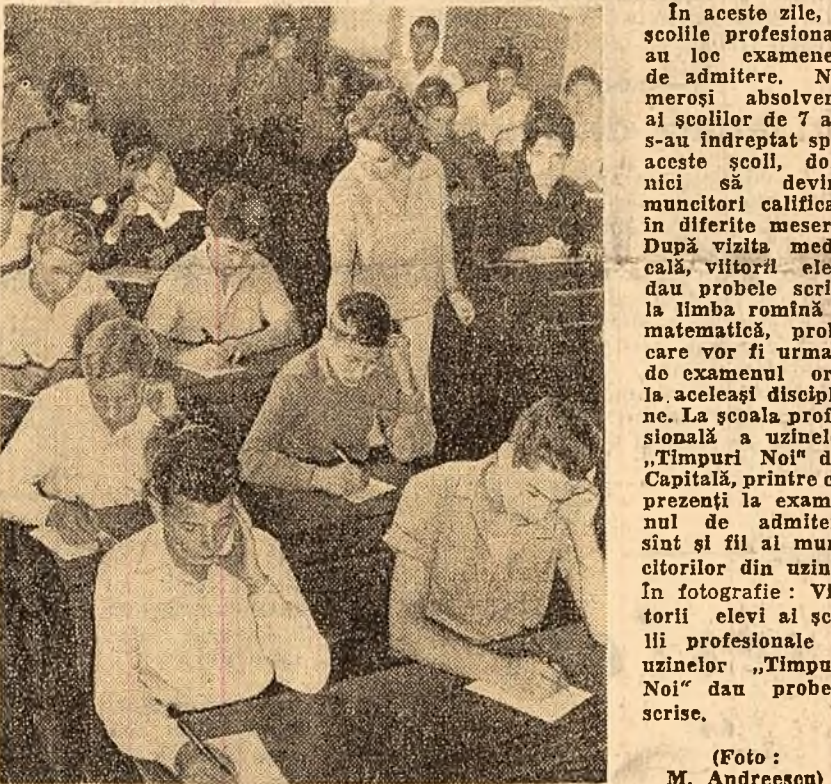 În aceste zile,
școlile profesiona
au loc examene
de admitere. N
meroși absolven
ai școlilor de 7 a
s-au îndreptat sp
aceste școli, do
nici să devin
muncitori califica
în diferite meser
După vizita med
cală, viitorii ele
dau probele scri
la limba romînă
matematică, prob
care vor fi urma
de examenul or
la aceleași discipl
ne. La școala prof
sională a uzinel
„Timpuri Noi" d
Capitală, printre c
prezenți la exam
nul de admite
sînt și fii ai mun
citorilor din uzin
În fotografie : Vi
torii elevi ai șc
lii profesionale
uzinelor „Timpu
Noi" dau probe
scrise.
(Foto :
M. Andreescu)